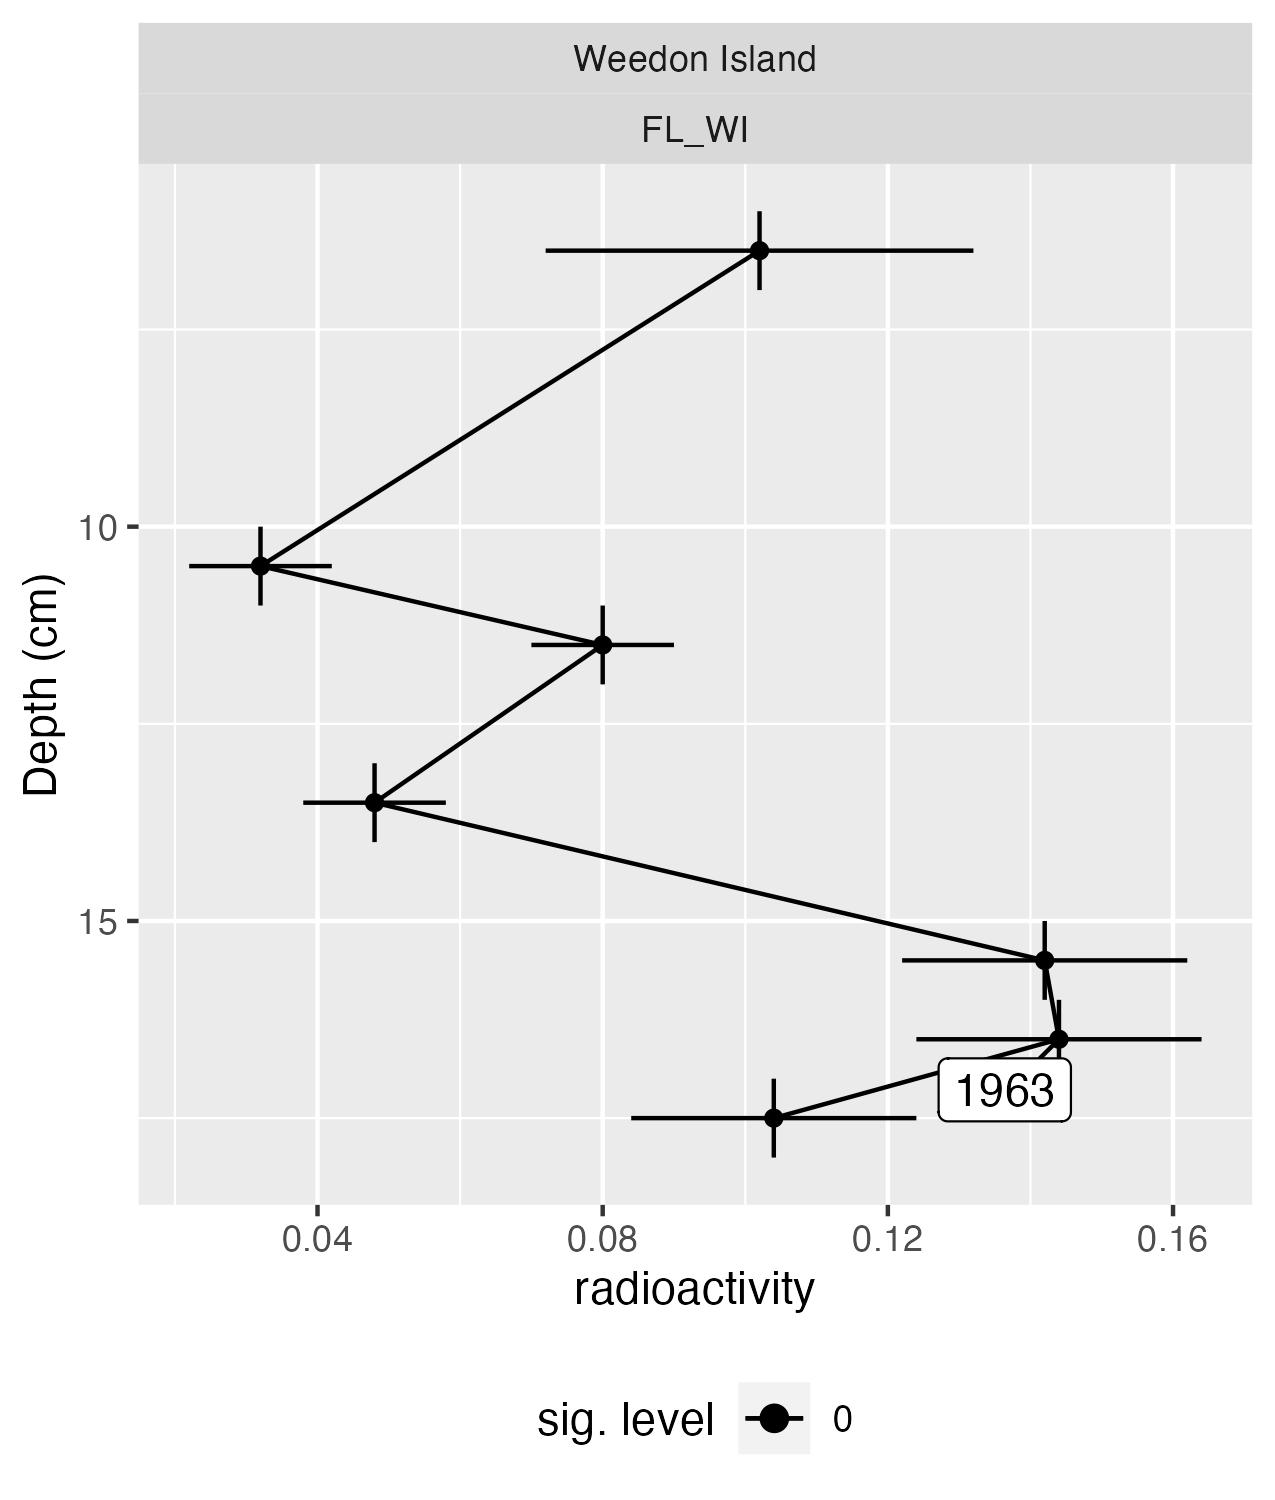 Weedon Island
FL_WI
Depth (cm)
10
15
1963
0.04 0.08 0.12 0.16
radioactivity
sig. level 0